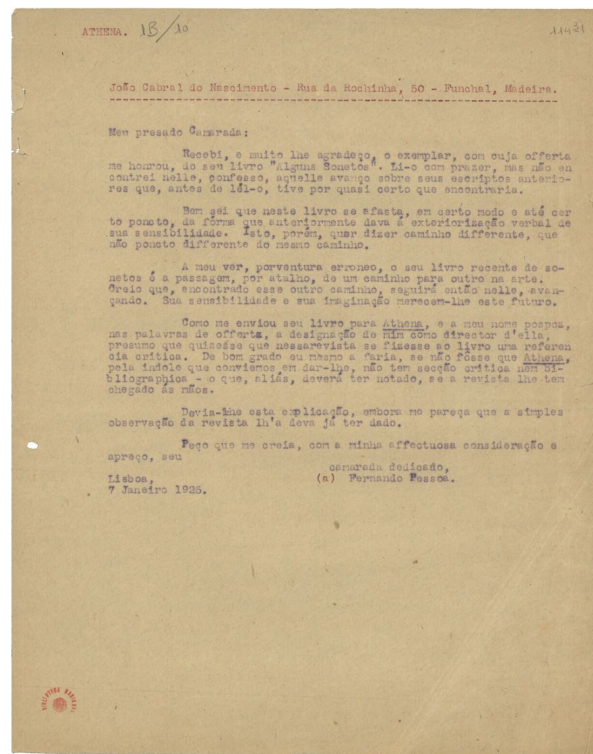 ATHENA. 1B/10
114²1
João Cabral do Nascimento - Rua da Rochinha, 50 - Funchal, Madeira.
Meu presado Camarada:
Recebi, e muito lhe agradeço, o exemplar, com cuja offerta
me honrou, do seu livro "Alguns Sonetos". Li-o com prazer, mas não en
contrei nelle, confesso, aquelle avanço sobre seus escriptos anterio-
res que, antes de lêl-o, tive por quasi certo que encontraria.
Bem sei que neste livro se afasta, em certo modo e até cer
to poncto, da fórma que anteriormente dava á exteriorização verbal de
sua sensibilidade. Isto, porém, quer dizer caminho differente, que
não poncto differente do mesmo caminho.
A meu ver, porventura erroneo, o seu livro recente de so-
netos é a passagem, por atalho, de um caminho para outro na arte.
Creio que, encontrado esse outro caminho, seguirá então nelle, avan-
çando. Sua sensibilidade e sua imaginação merecem-lhe este futuro.
Como me enviou seu livro para Athena, e a meu nome pospoz,
nas palavras de offerta, a designação de mim como director d'ella,
presumo que quizésse que nessarevista se fizesse ao livro uma referen
cia critica. De bom grado eu mesmo a faria, se não fôsse que Athena,
pela indole que conviemos em dar-lhe, não tem secção critica nem bi-
bliographica - o que, aliás, deverá ter notado, se a revista lhe tem
chegado ás mãos.
Devia-lhe esta explicação, embora me pareça que a simples
observação da revista lh'a deva já ter dado.
Peço que me creia, com a minha affectuosa consideração e
apreço, seu
camarada dedicado,
Lisboa, (a) Fernando Pessoa.
7 Janeiro 1925.
BIBLIOTECA NACIONAL